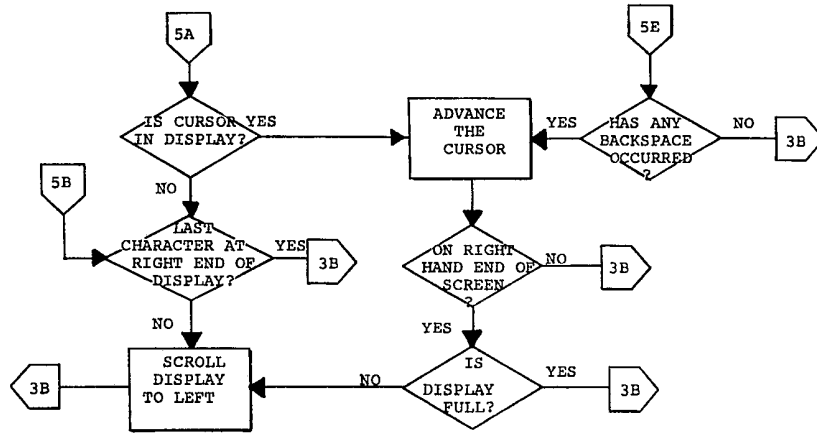 5A
5E
IS CURSOR
IN DISPLAY?
YES
ADVANCE
THE
CURSOR
YES
HAS ANY
BACKSPACE
OCCURRED
?
NO
3B
NO
5B
LAST
CHARACTER AT
RIGHT END OF
DISPLAY?
YES
3B
ON RIGHT
HAND END OF
SCREEN
?
NO
3B
NO
YES
SCROLL
DISPLAY
TO LEFT
3B
NO
IS
DISPLAY
FULL?
YES
3B